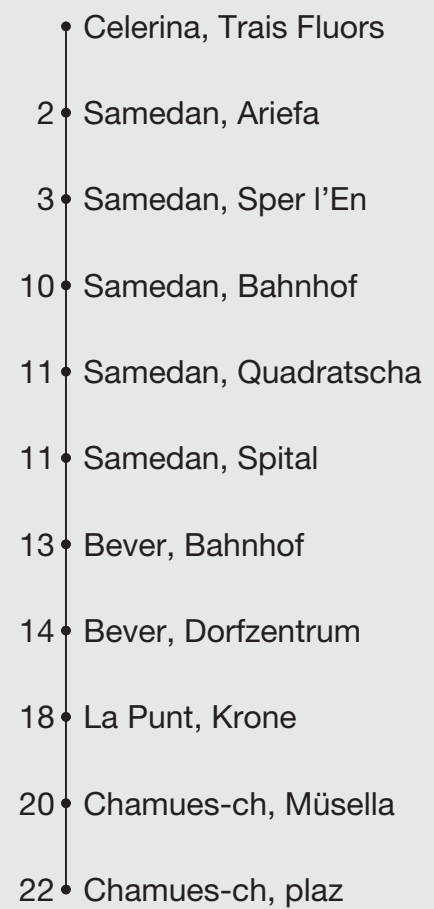 Celerina, Trais Fluors
2 Samedan, Ariefa
3 Samedan, Sper l’En
10 Samedan, Bahnhof
11 Samedan, Quadratscha
11 Samedan, Spital
13 Bever, Bahnhof
14 Bever, Dorfzentrum
18 La Punt, Krone
20 Chamues-ch, Müsella
22 Chamues-ch, plaz